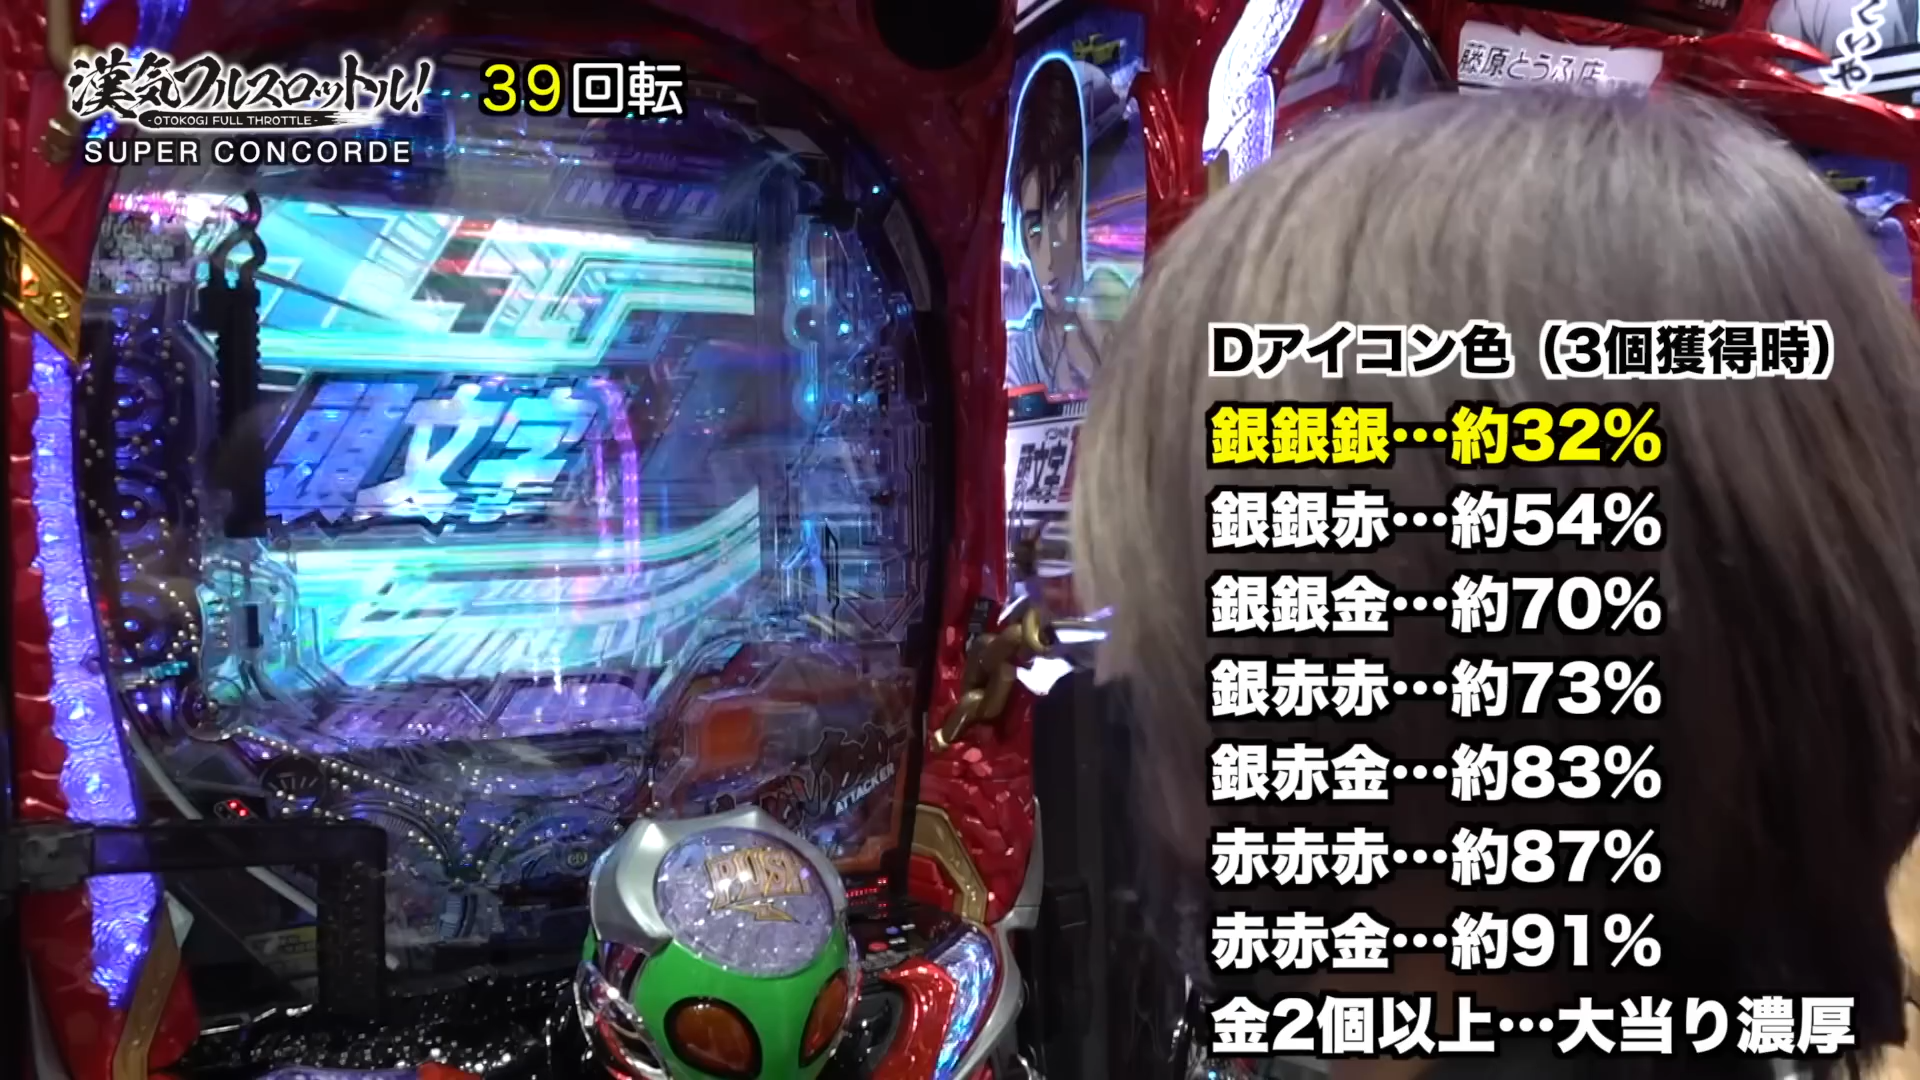 漢気フルスロットル!
-OTOKOGI FULL THROTTLE-
SUPER CONCORDE
39回転
藤原とうふ店
INITIA
頭文字
頭文字
ATTACKER
Dアイコン色(3個獲得時)
銀銀銀…約32%
銀銀赤…約54%
銀銀金…約70%
銀赤赤…約73%
銀赤金…約83%
赤赤赤…約87%
赤赤金…約91%
金2個以上…大当り濃厚